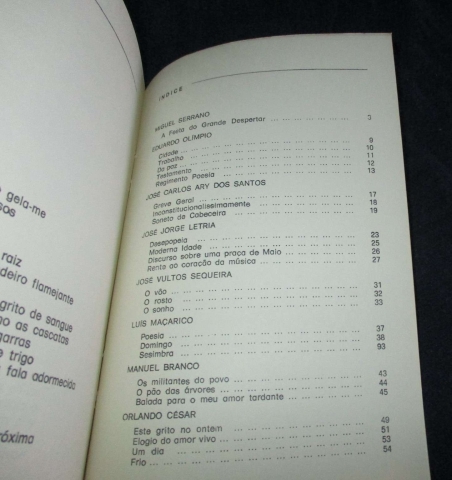 gela-me
raiz
deiro flamejante
grito de sangue
as cascatas
garras
trigo
fala adormecida
róxima
ÍNDICE
MIGUEL SERRANO
A Festa do Grande Despertar ... ... ... ... ... 3
EDUARDO OLÍMPIO
Cidade ... ... ... ... ... 9
Trabalho ... ... ... ... ... 10
Da paz ... ... ... ... ... 11
Testamento ... ... ... ... ... 12
Regimento Poesia ... ... ... ... ... 13
JOSÉ CARLOS ARY DOS SANTOS
Greve Geral ... ... ... ... ... 17
Inconstitucionalissimamente ... ... ... ... ... 18
Soneto de Cabeceira ... ... ... ... ... 19
JOSÉ JORGE LETRIA
Desepopeia ... ... ... ... ... 23
Moderna Idade ... ... ... ... ... 25
Discurso sobre uma praça de Maio ... ... ... ... 26
Rente ao coração da música ... ... ... ... 27
JOSÉ VULTOS SEQUEIRA
O vão ... ... ... ... ... 31
O rosto ... ... ... ... ... 32
O sonho ... ... ... ... ... 33
LUÍS MAÇARICO
Poesia ... ... ... ... ... 37
Domingo ... ... ... ... ... 38
Sesimbra ... ... ... ... ... 93
MANUEL BRANCO
Os militantes do povo ... ... ... ... ... 43
O pão das árvores ... ... ... ... ... 44
Balada para o meu amor tardante ... ... ... ... 45
ORLANDO CÉSAR
Este grito no ontem ... ... ... ... ... 49
Elogio do amor vivo ... ... ... ... ... 51
Um dia ... ... ... ... ... 53
Frio ... ... ... ... ... 54